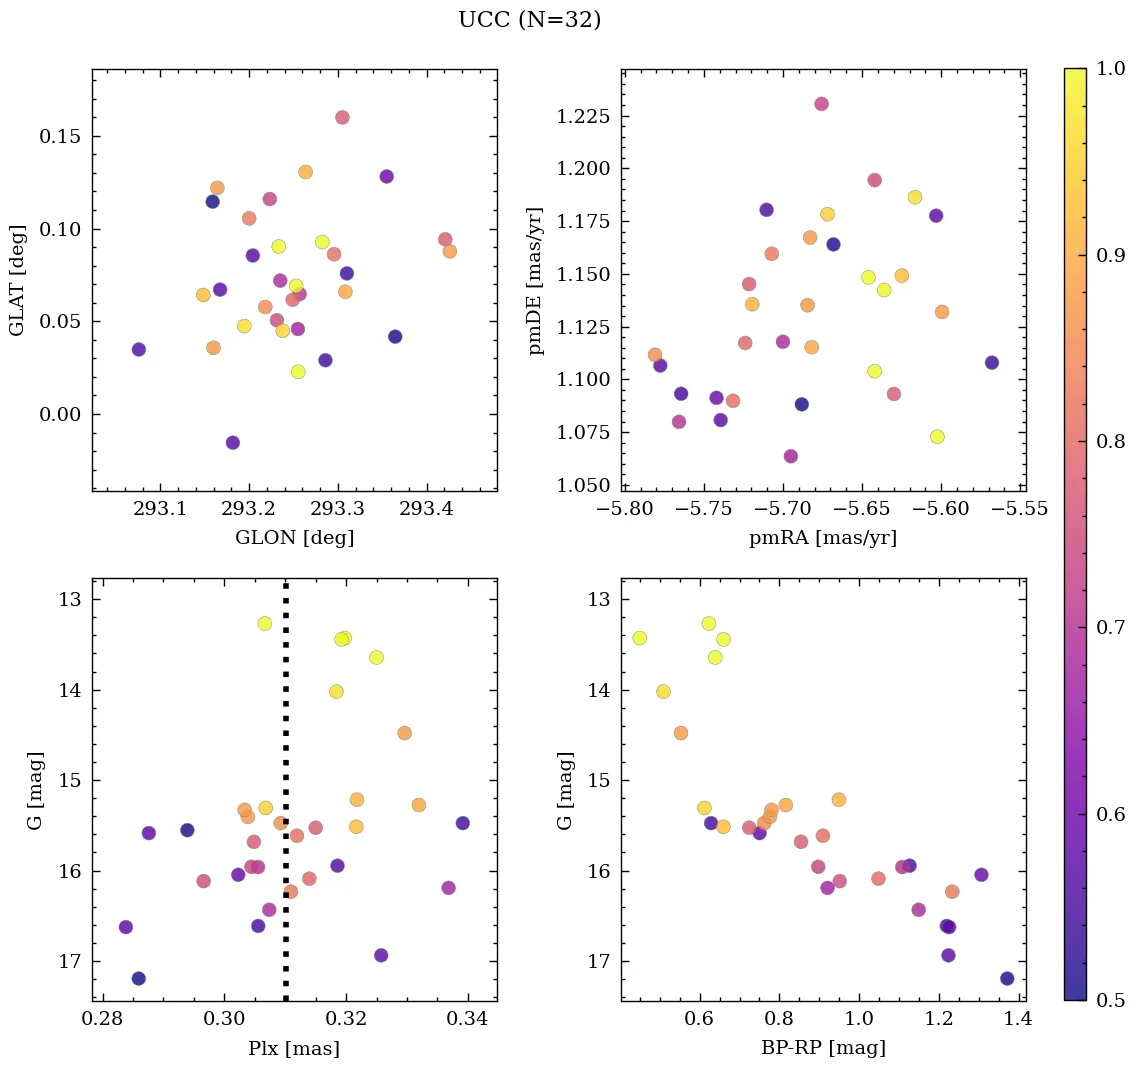 UCC (N=32)
0.15
0.10
0.05
0.00
GLAT [deg]
293.1 293.2 293.3 293.4
GLON [deg]
1.225
1.200
1.175
1.150
1.125
1.100
1.075
1.050
pmDE [mas/yr]
−5.80 −5.75 −5.70 −5.65 −5.60 −5.55
pmRA [mas/yr]
13
14
15
16
17
G [mag]
0.28 0.30 0.32 0.34
Plx [mas]
13
14
15
16
17
G [mag]
0.6 0.8 1.0 1.2 1.4
BP-RP [mag]
1.0
0.9
0.8
0.7
0.6
0.5